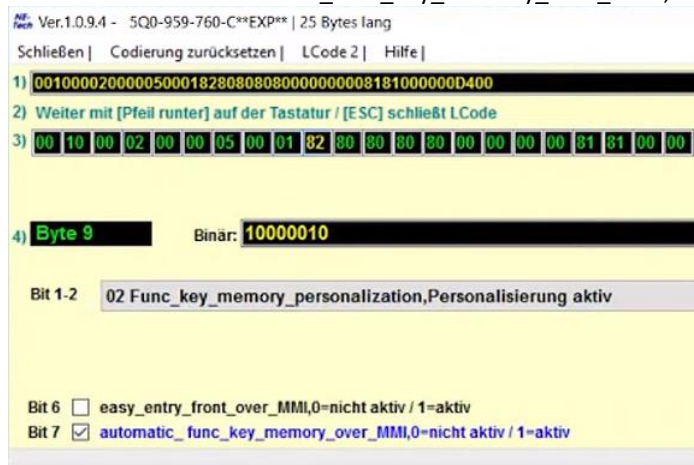 NE-Tech Ver.1.0.9.4 - 5Q0-959-760-C**EXP** | 25 Bytes lang
Schließen | Codierung zurücksetzen | LCode 2 | Hilfe |
1) 0010000200000500018280808080000000008181000000D400
2) Weiter mit [Pfeil runter] auf der Tastatur / [ESC] schließt LCode
3) 00 10 00 02 00 00 05 00 01 82 80 80 80 80 00 00 00 00 81 81 00 00
4) Byte 9 Binär: 10000010
Bit 1-2 02 Func_key_memory_personalization,Personalisierung aktiv
Bit 6 easy_entry_front_over_MMI,0=nicht aktiv / 1=aktiv
Bit 7 automatic_ func_key_memory_over_MMI,0=nicht aktiv / 1=aktiv